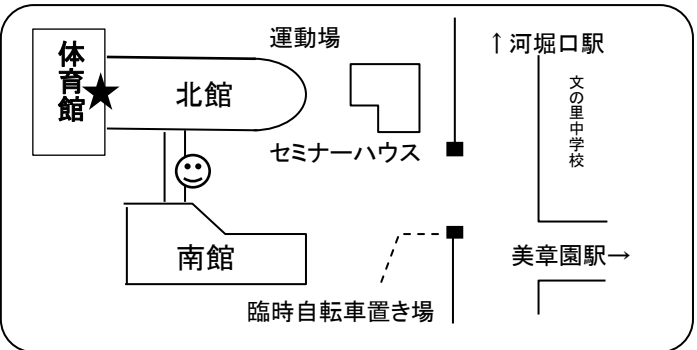 運動場
↑河堀口駅
体育館
北館
文の里中学校
セミナーハウス
南館
美章園駅→
臨時自転車置き場